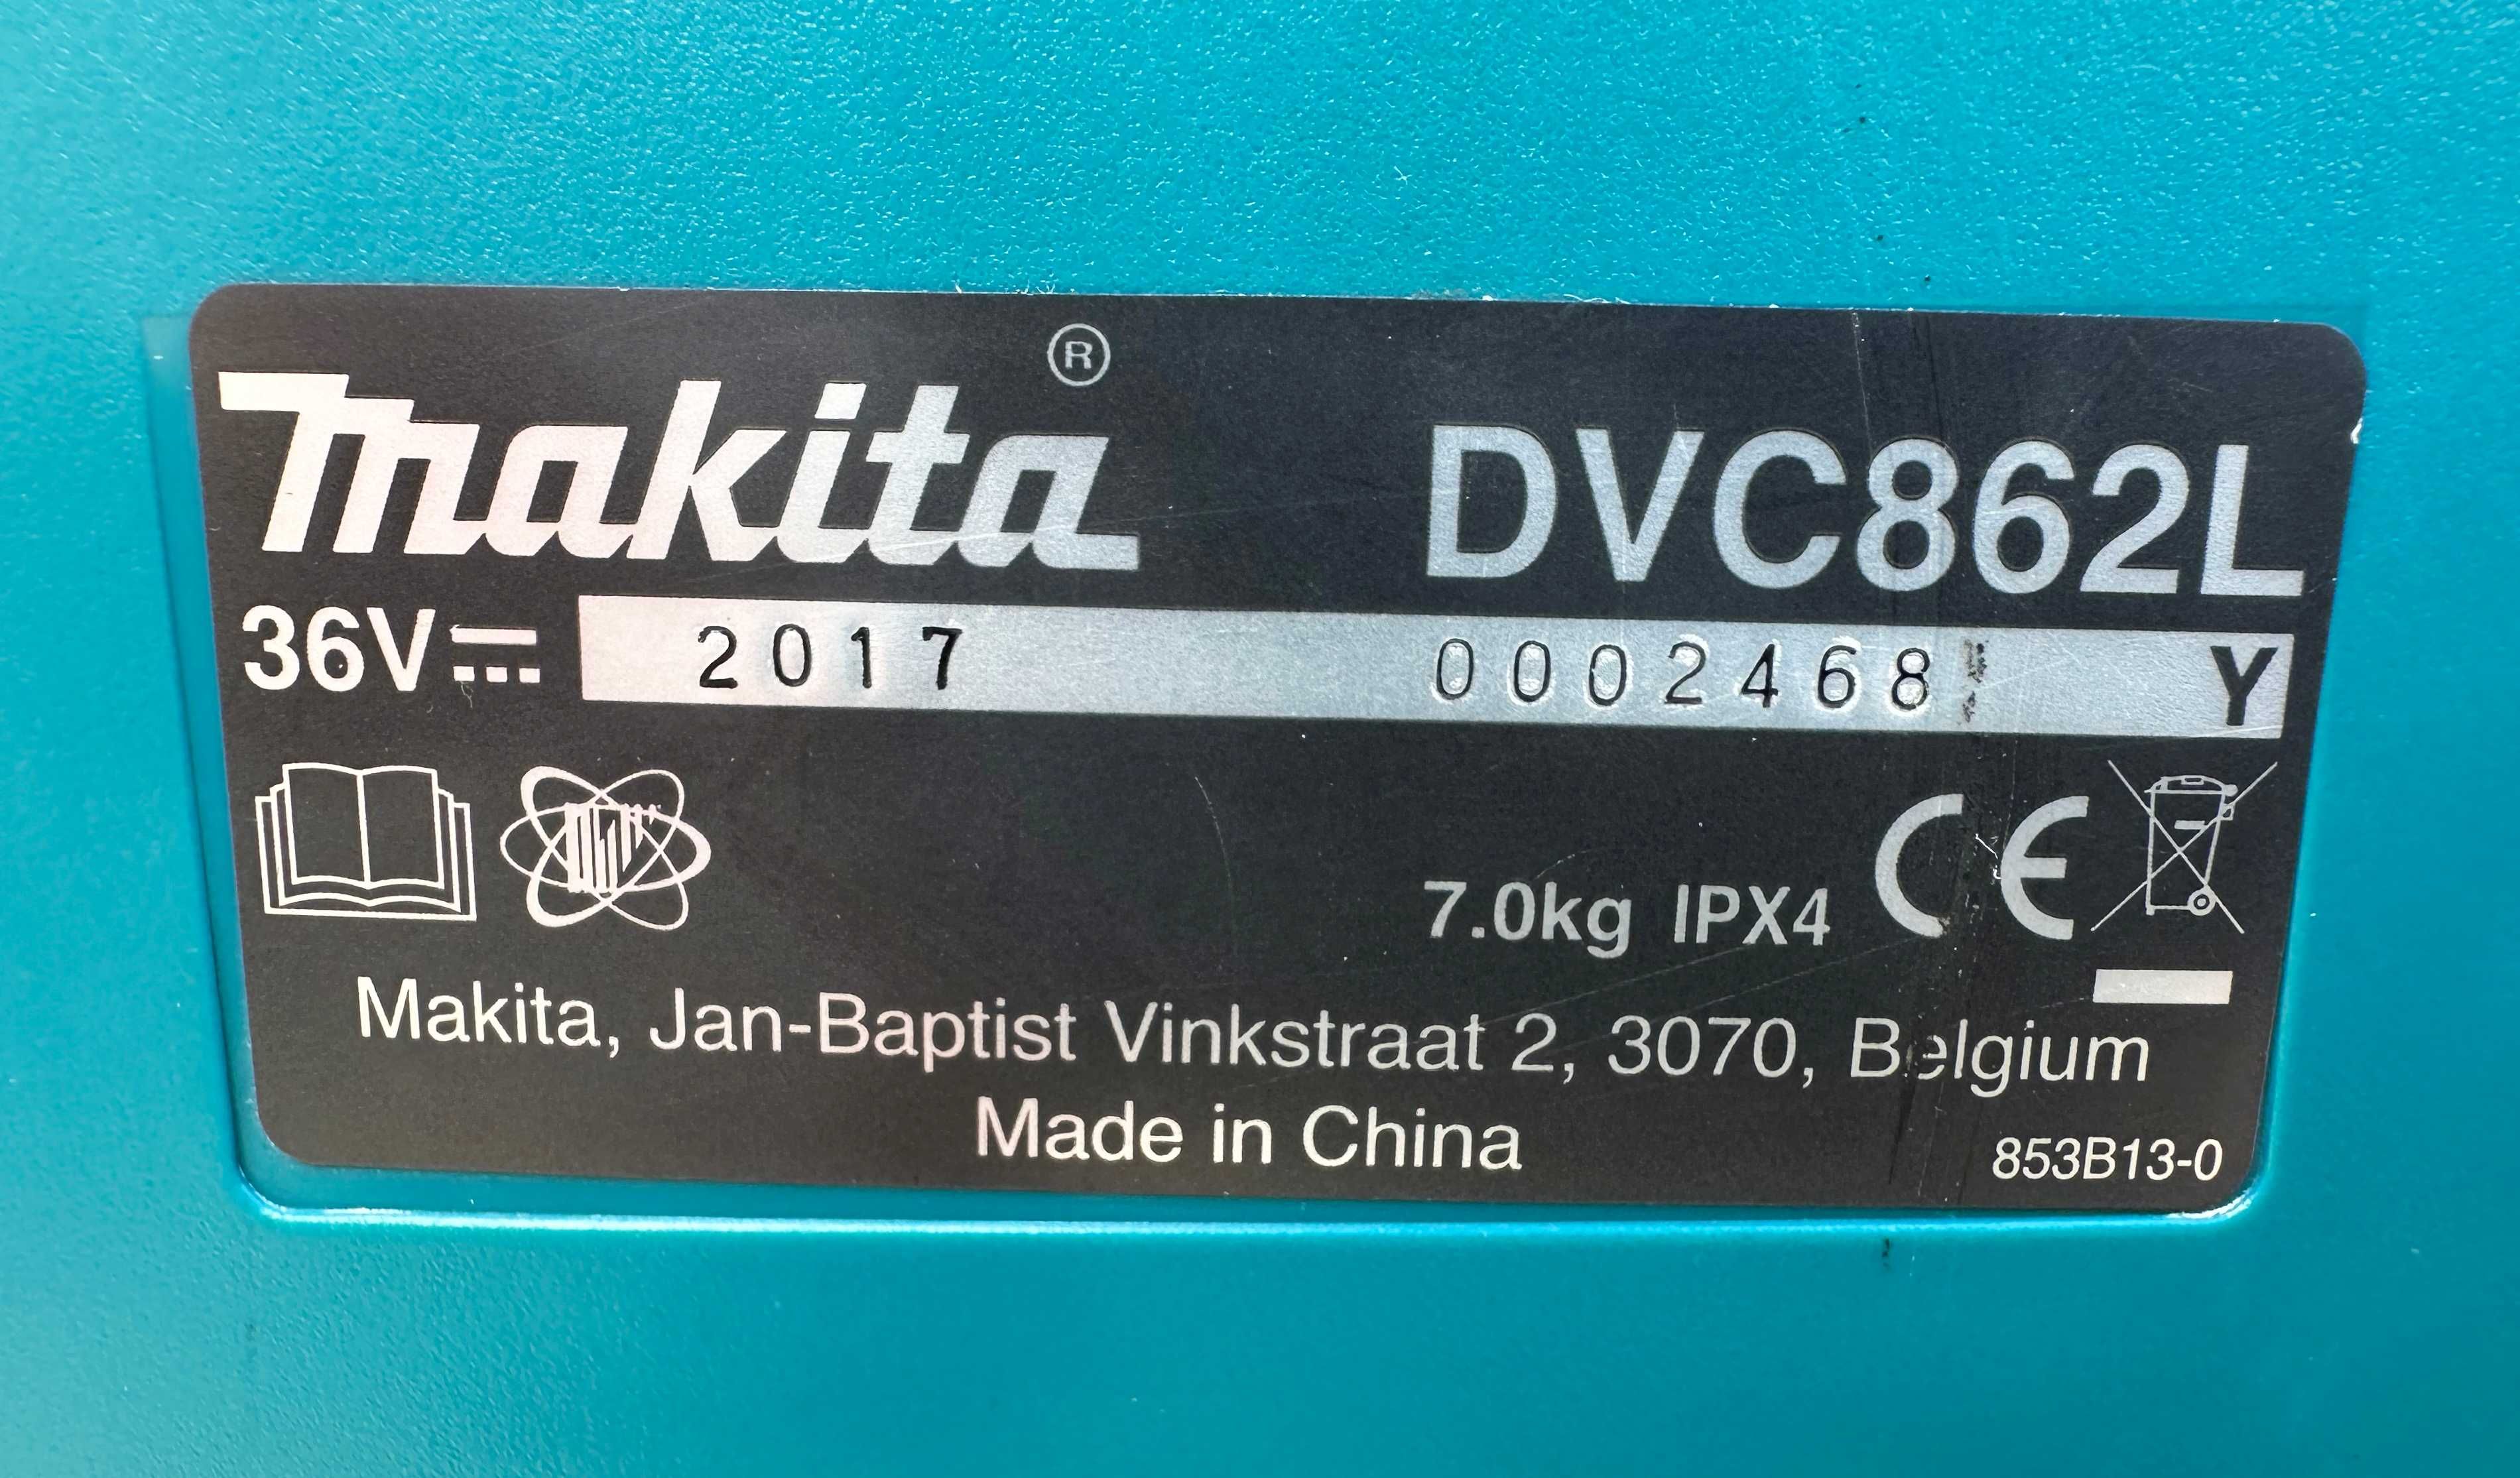 makita® DVC862L
36V 2017 0002468 Y
7.0kg IPX4 CE
Makita, Jan-Baptist Vinkstraat 2, 3070, Belgium
Made in China
853B13-0